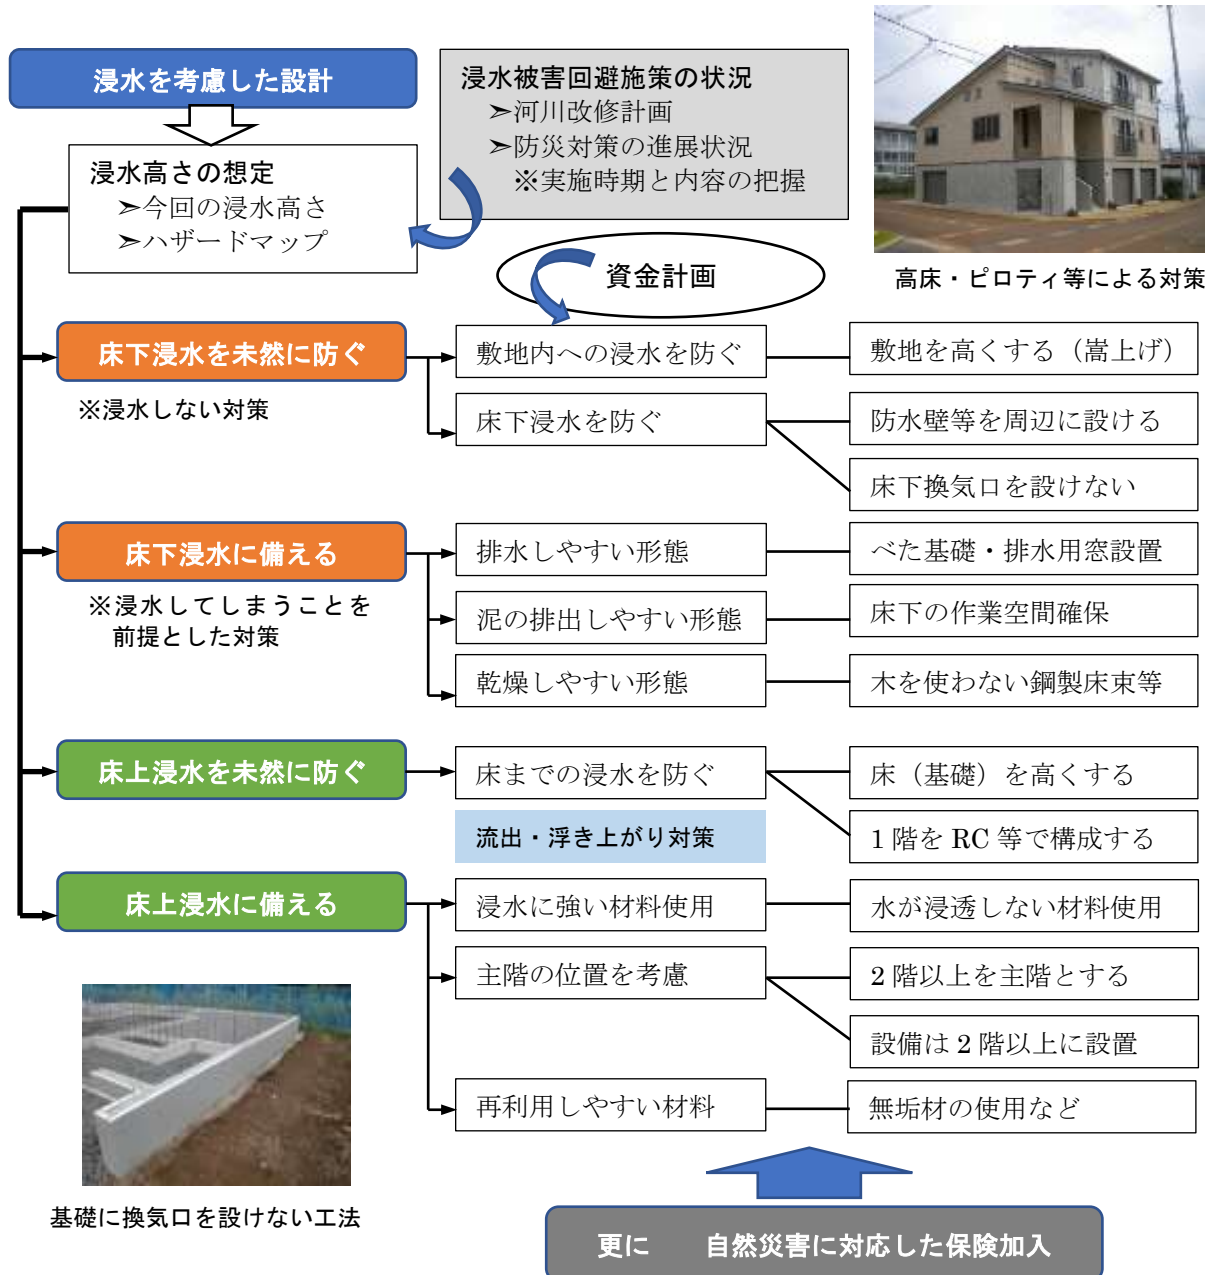 浸水を考慮した設計
浸水被害回避施策の状況
➢河川改修計画
➢防災対策の進展状況
※実施時期と内容の把握
浸水高さの想定
➢今回の浸水高さ
➢ハザードマップ
資金計画
高床・ピロティ等による対策
床下浸水を未然に防ぐ
※浸水しない対策
敷地内への浸水を防ぐ
敷地を高くする（嵩上げ）
床下浸水を防ぐ
防水壁等を周辺に設ける
床下換気口を設けない
床下浸水に備える
※浸水してしまうことを
前提とした対策
排水しやすい形態
べた基礎・排水用窓設置
泥の排出しやすい形態
床下の作業空間確保
乾燥しやすい形態
木を使わない鋼製床束等
床上浸水を未然に防ぐ
床までの浸水を防ぐ
床（基礎）を高くする
1 階を RC 等で構成する
流出・浮き上がり対策
床上浸水に備える
浸水に強い材料使用
水が浸透しない材料使用
主階の位置を考慮
2 階以上を主階とする
設備は 2 階以上に設置
再利用しやすい材料
無垢材の使用など
基礎に換気口を設けない工法
更に　　自然災害に対応した保険加入